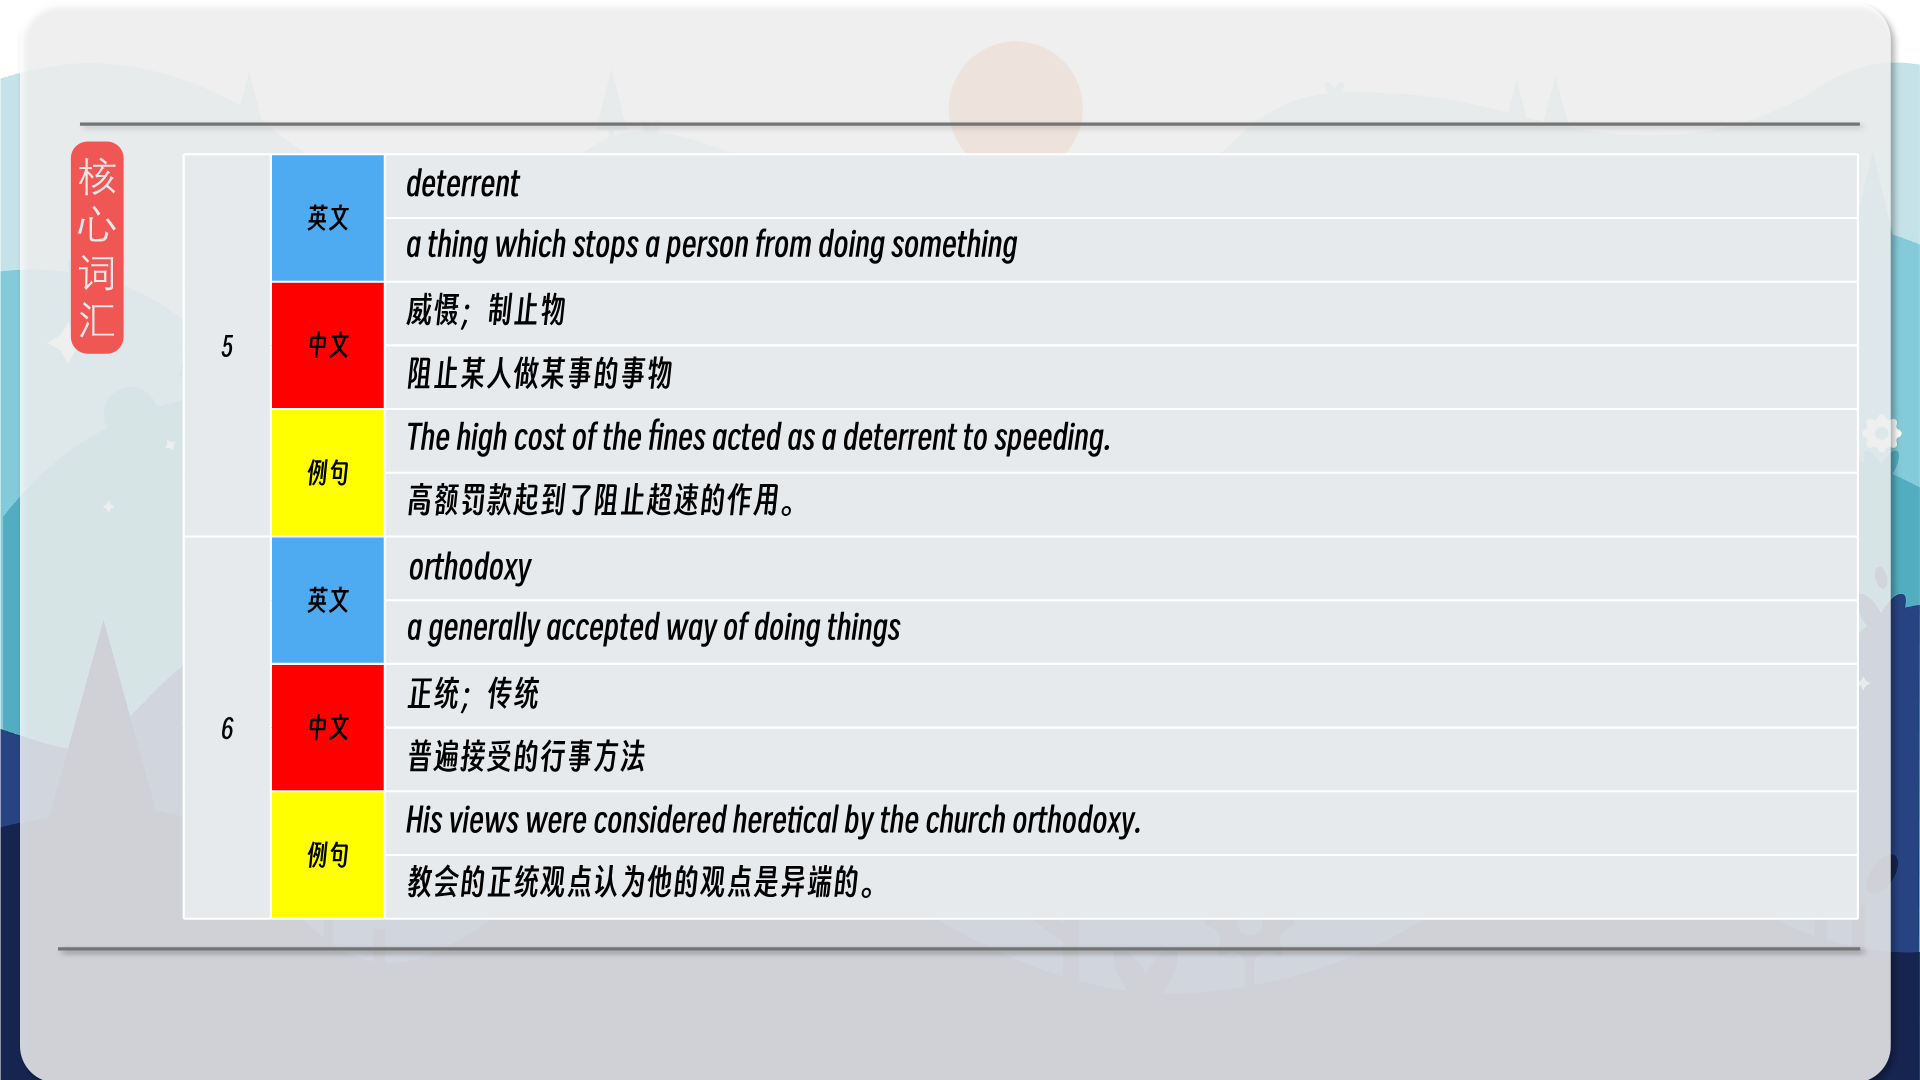 核心词汇
5
英文
deterrent
a thing which stops a person from doing something
中文
威慑；制止物
阻止某人做某事的事物
例句
The high cost of the fines acted as a deterrent to speeding.
高额罚款起到了阻止超速的作用。
6
英文
orthodoxy
a generally accepted way of doing things
中文
正统；传统
普遍接受的行事方法
例句
His views were considered heretical by the church orthodoxy.
教会的正统观点认为他的观点是异端的。